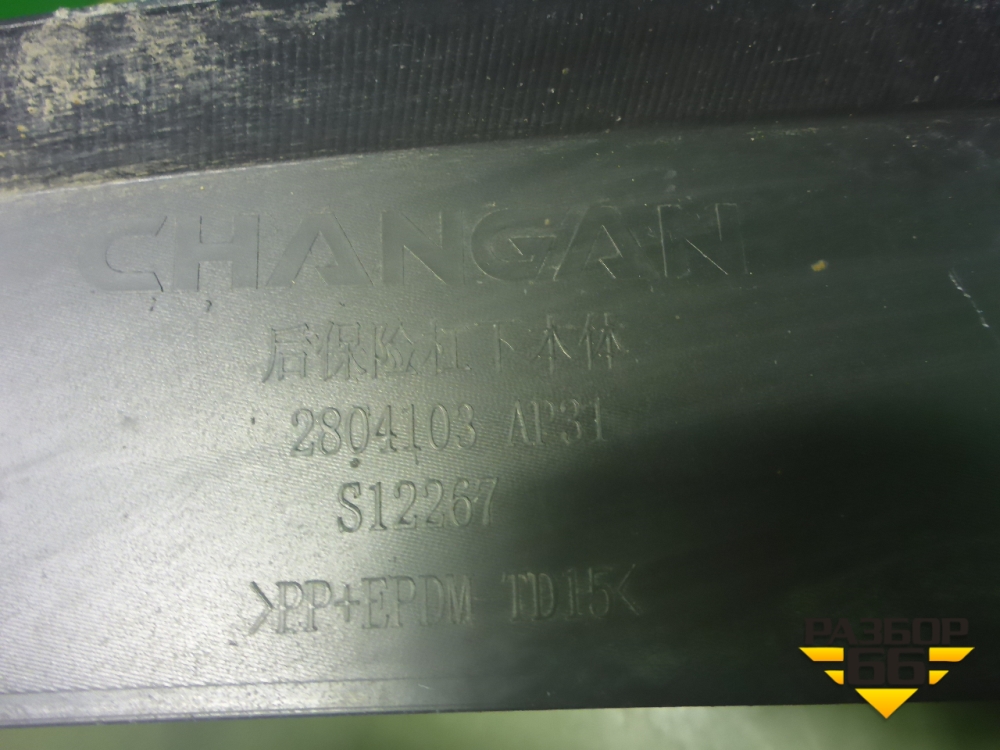 CHANGAN
后保险杠下本体
2804103 AP31
S12267
>PP+EPDM TD15<
РАЗБОР
66